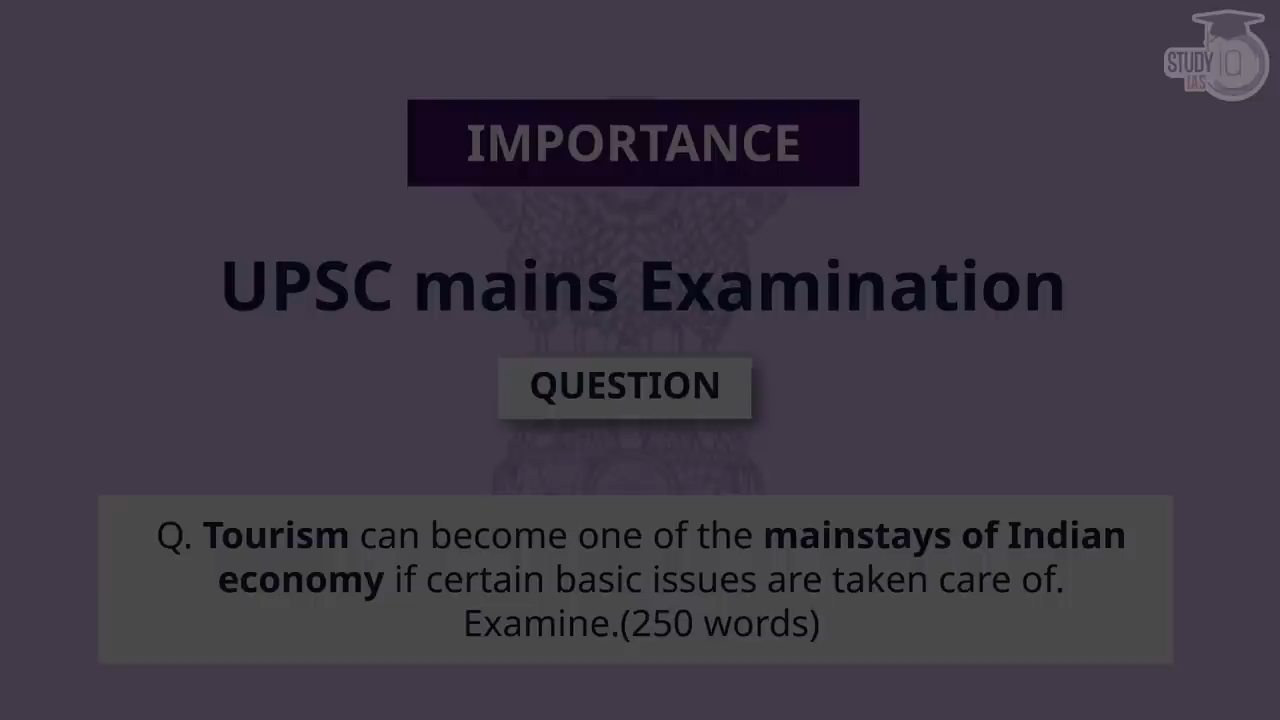 STUDY IQ
IAS
IMPORTANCE
UPSC mains Examination
QUESTION
Q. Tourism can become one of the mainstays of Indian
economy if certain basic issues are taken care of.
Examine.(250 words)